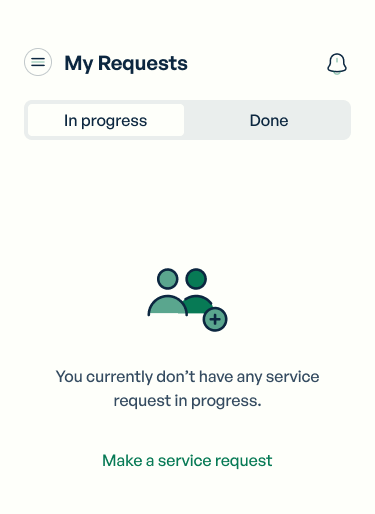 My Requests
In progress
Done
You currently don’t have any service
request in progress.
Make a service request